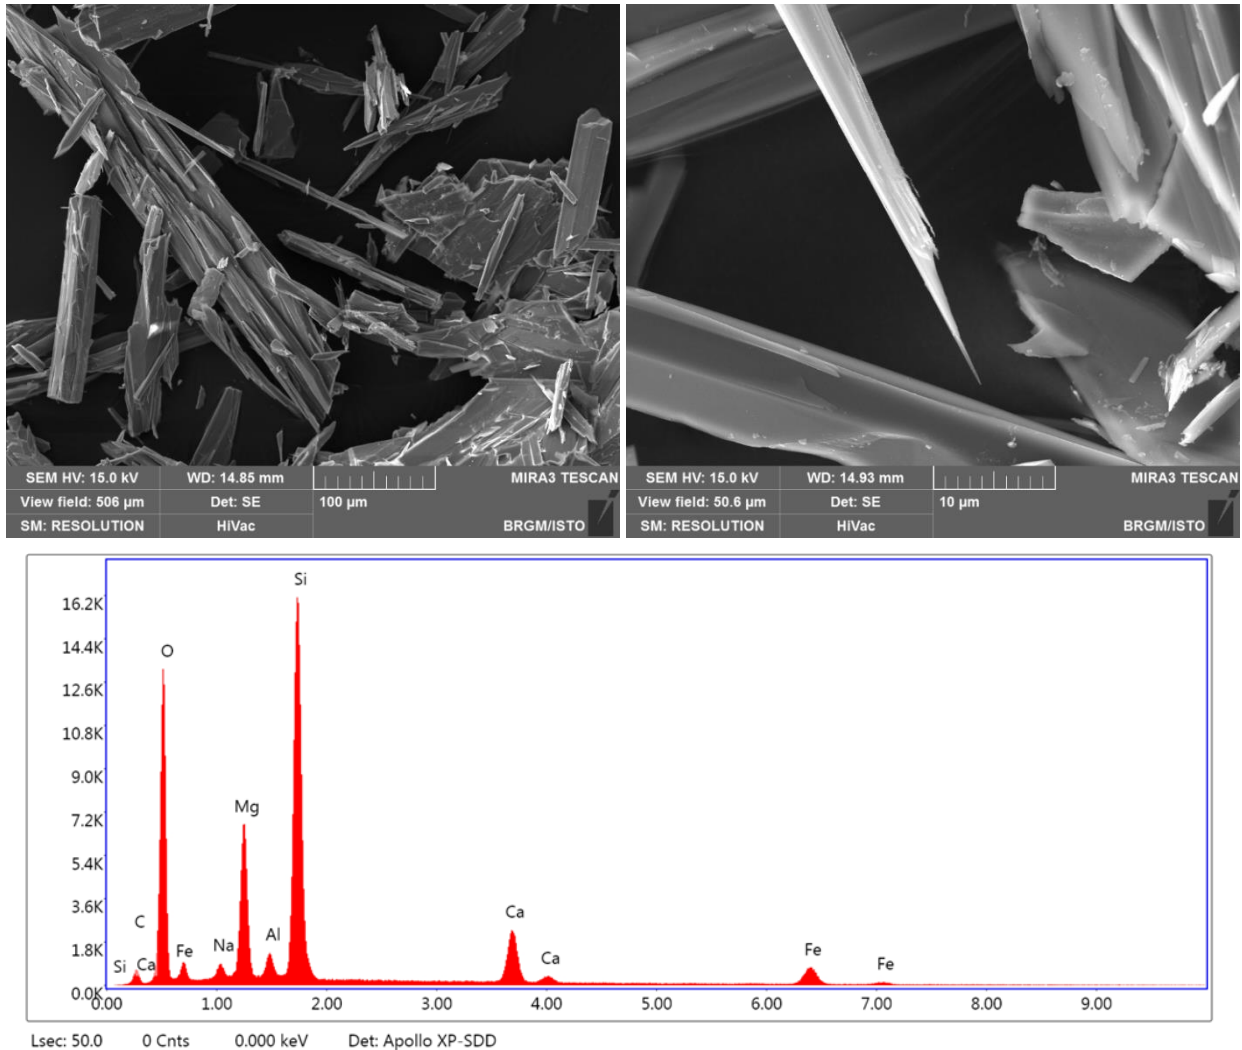 SEM HV: 15.0 kV WD: 14.85 mm MIRA3 TESCAN
View field: 506 µm Det: SE 100 µm
SM: RESOLUTION HiVac BRGM/ISTO
SEM HV: 15.0 kV WD: 14.93 mm MIRA3 TESCAN
View field: 50.6 µm Det: SE 10 µm
SM: RESOLUTION HiVac BRGM/ISTO
Si
16.2K
14.4K
O
12.6K
10.8K
9.0K
Mg
7.2K
5.4K
3.6K
C
Ca
1.8K
Na
Al
Si
Ca
Fe
Ca
Fe
Fe
0.0K
0.00 1.00 2.00 3.00 4.00 5.00 6.00 7.00 8.00 9.00
Lsec: 50.0 0 Cnts 0.000 keV Det: Apollo XP-SDD